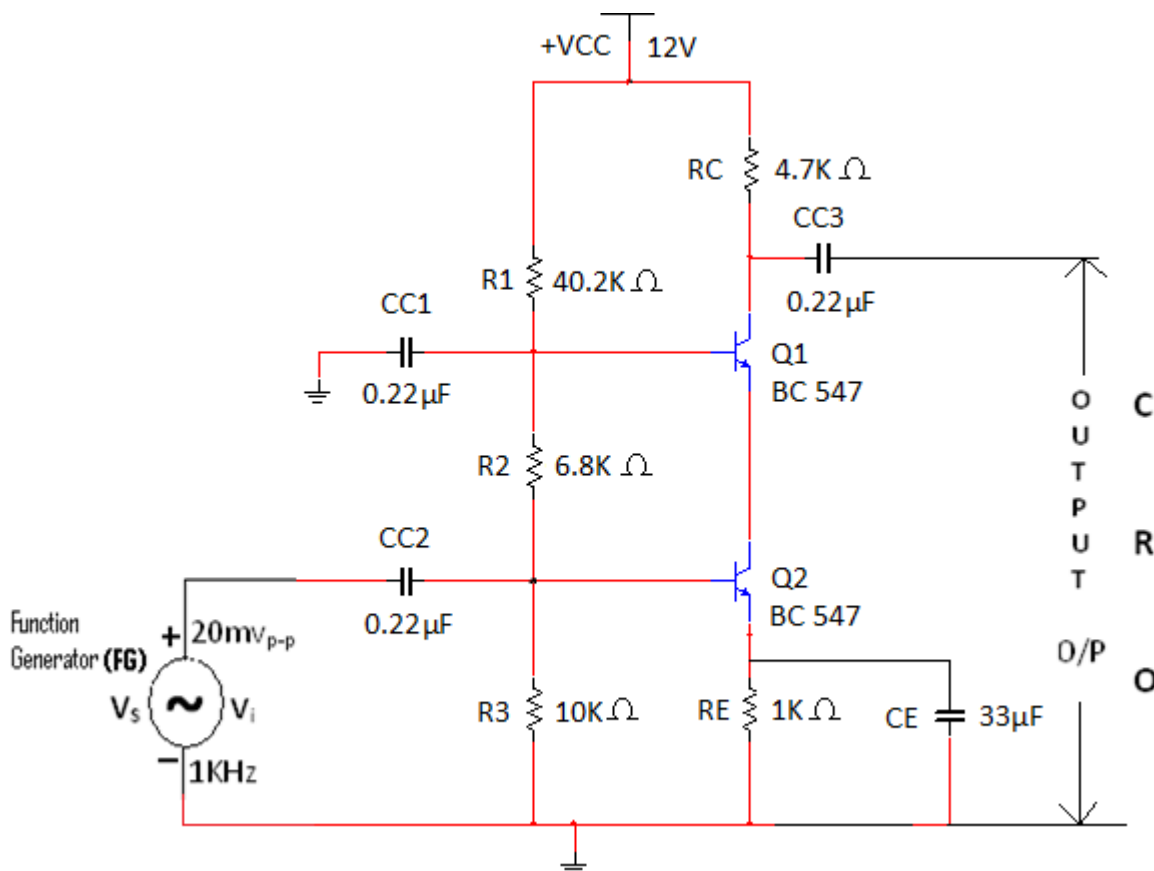 +VCC 12V
RC 4.7K Ω
CC3
0.22µF
R1 40.2K Ω
CC1
0.22µF
Q1
BC 547
R2 6.8K Ω
CC2
0.22µF
Q2
BC 547
Function
Generator (FG)
+ 20mvp-p
Vs ~ Vi
− 1KHz
R3 10K Ω
RE 1K Ω
CE 33µF
OUTPUT
O/P
CRO